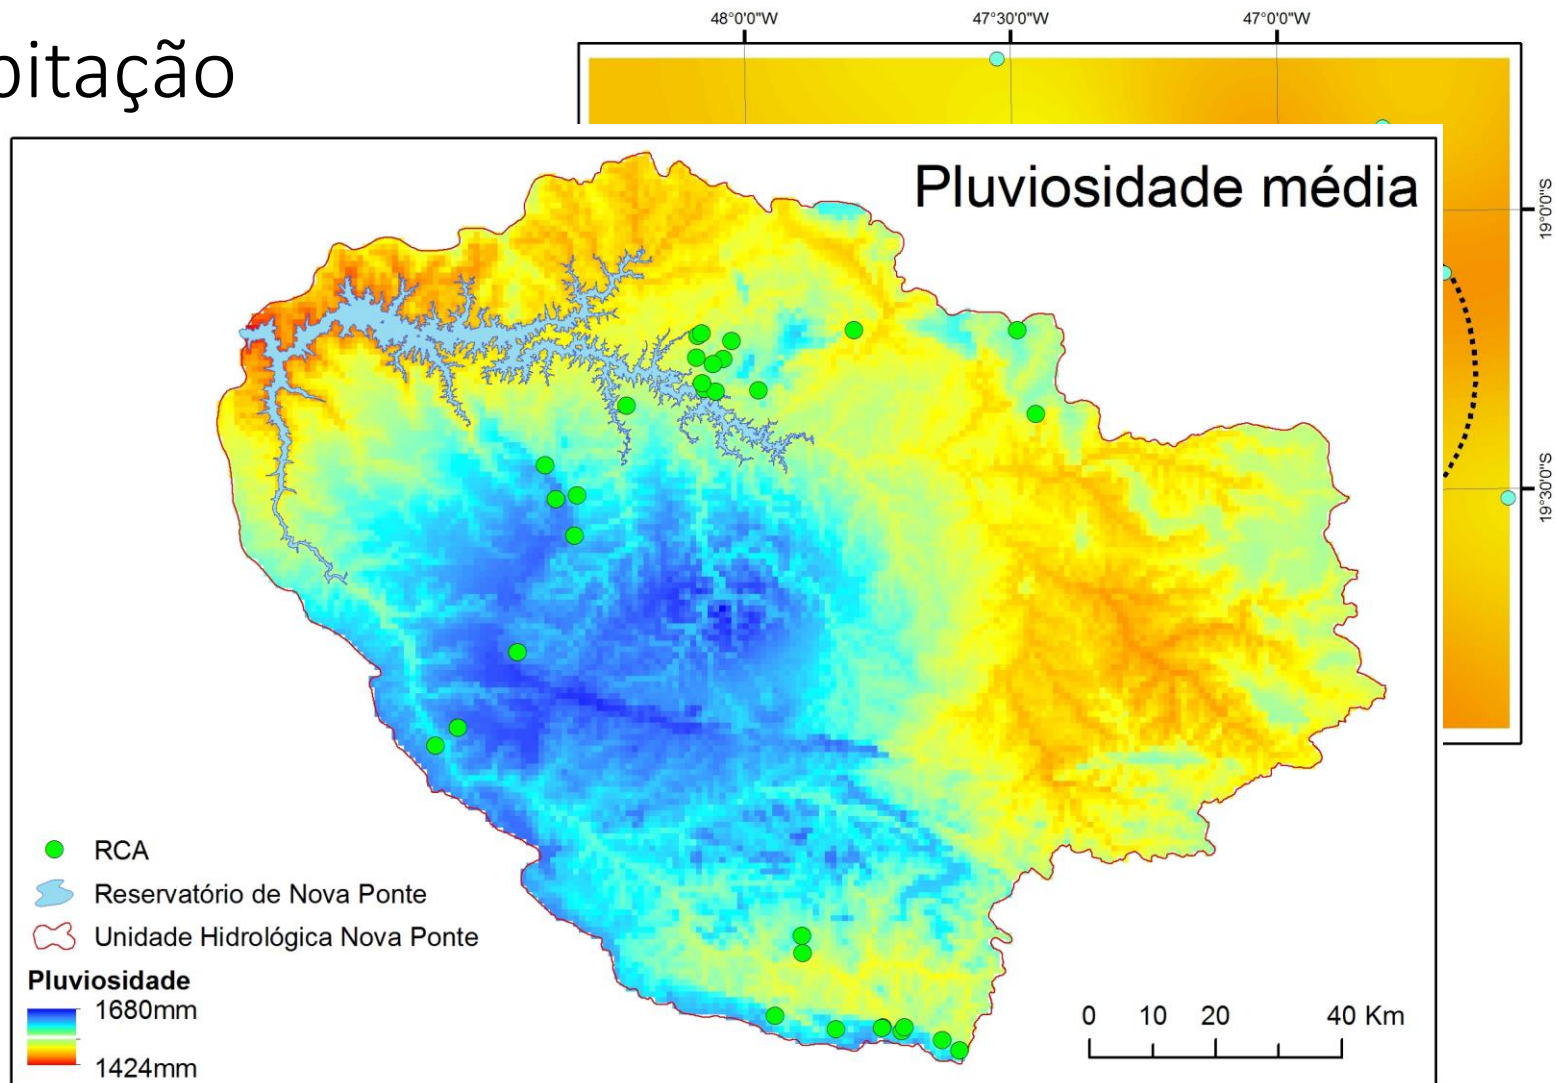 48°0'0"W 47°30'0"W 47°0'0"W
pitação
Pluviosidade média
19°0'0"S
19°30'0"S
RCA
Reservatório de Nova Ponte
Unidade Hidrológica Nova Ponte
Pluviosidade
1680mm
1424mm
0 10 20 40 Km